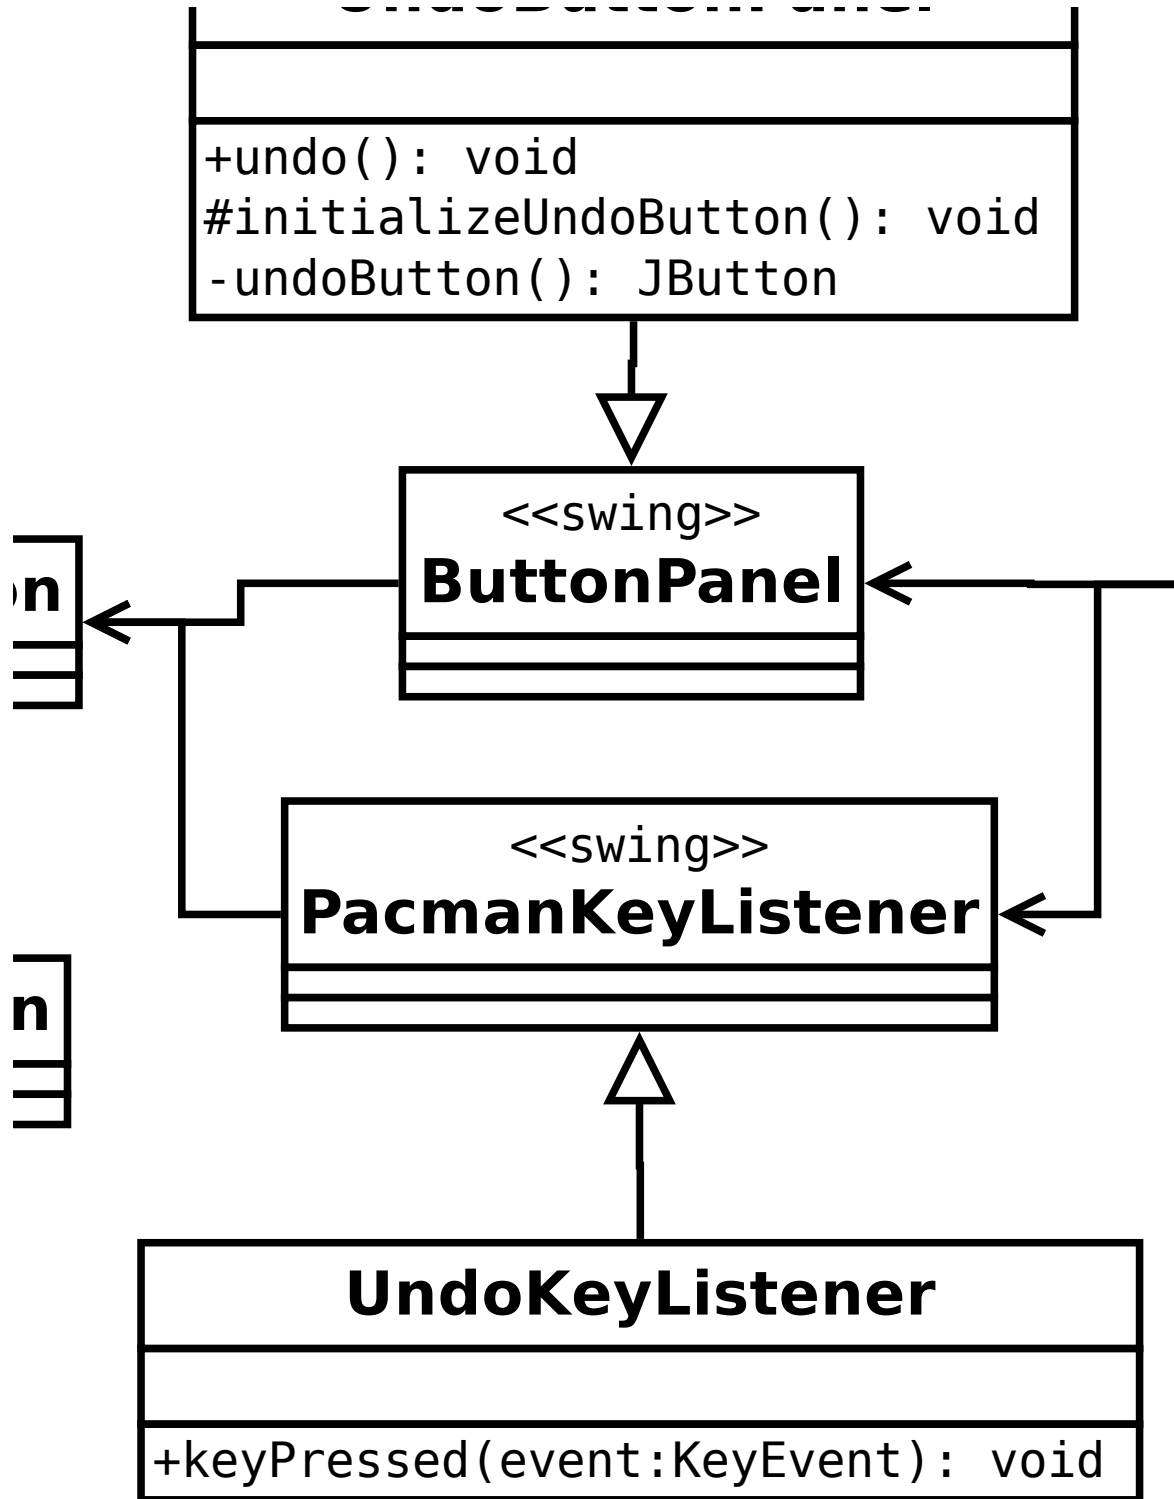 +undo(): void
#initializeUndoButton(): void
-undoButton(): JButton
<<swing>>
ButtonPanel
<<swing>>
PacmanKeyListener
UndoKeyListener
+keyPressed(event:KeyEvent): void